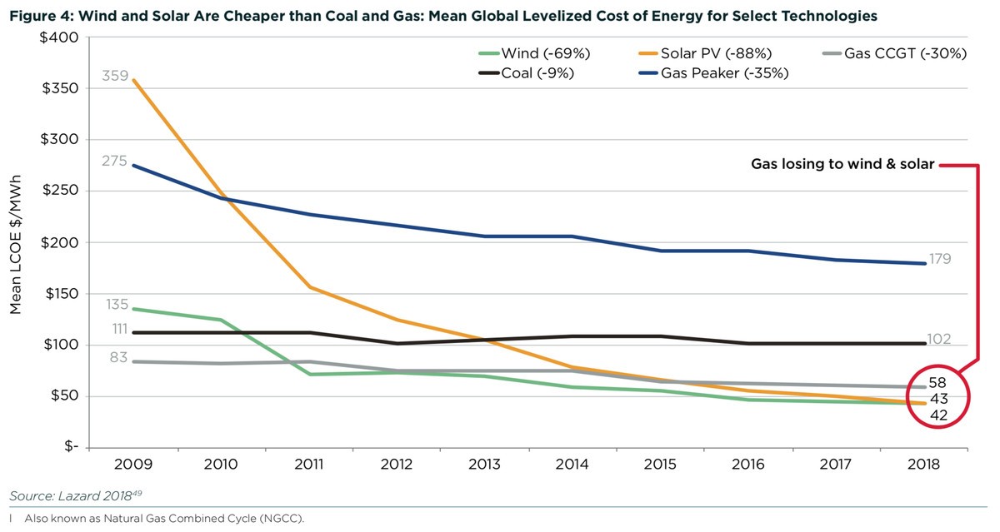 Figure 4: Wind and Solar Are Cheaper than Coal and Gas: Mean Global Levelized Cost of Energy for Select Technologies
$400
Wind (-69%) Solar PV (-88%) Gas CCGT (-30%)
Coal (-9%) Gas Peaker (-35%)
359
$350
$300
275
Gas losing to wind & solar
$250
Mean LCOE $/MWh
$200
179
$150
135
111
102
$100
83
58
$50
43
42
$-
2009 2010 2011 2012 2013 2014 2015 2016 2017 2018
Source: Lazard 2018⁴⁹
I Also known as Natural Gas Combined Cycle (NGCC).